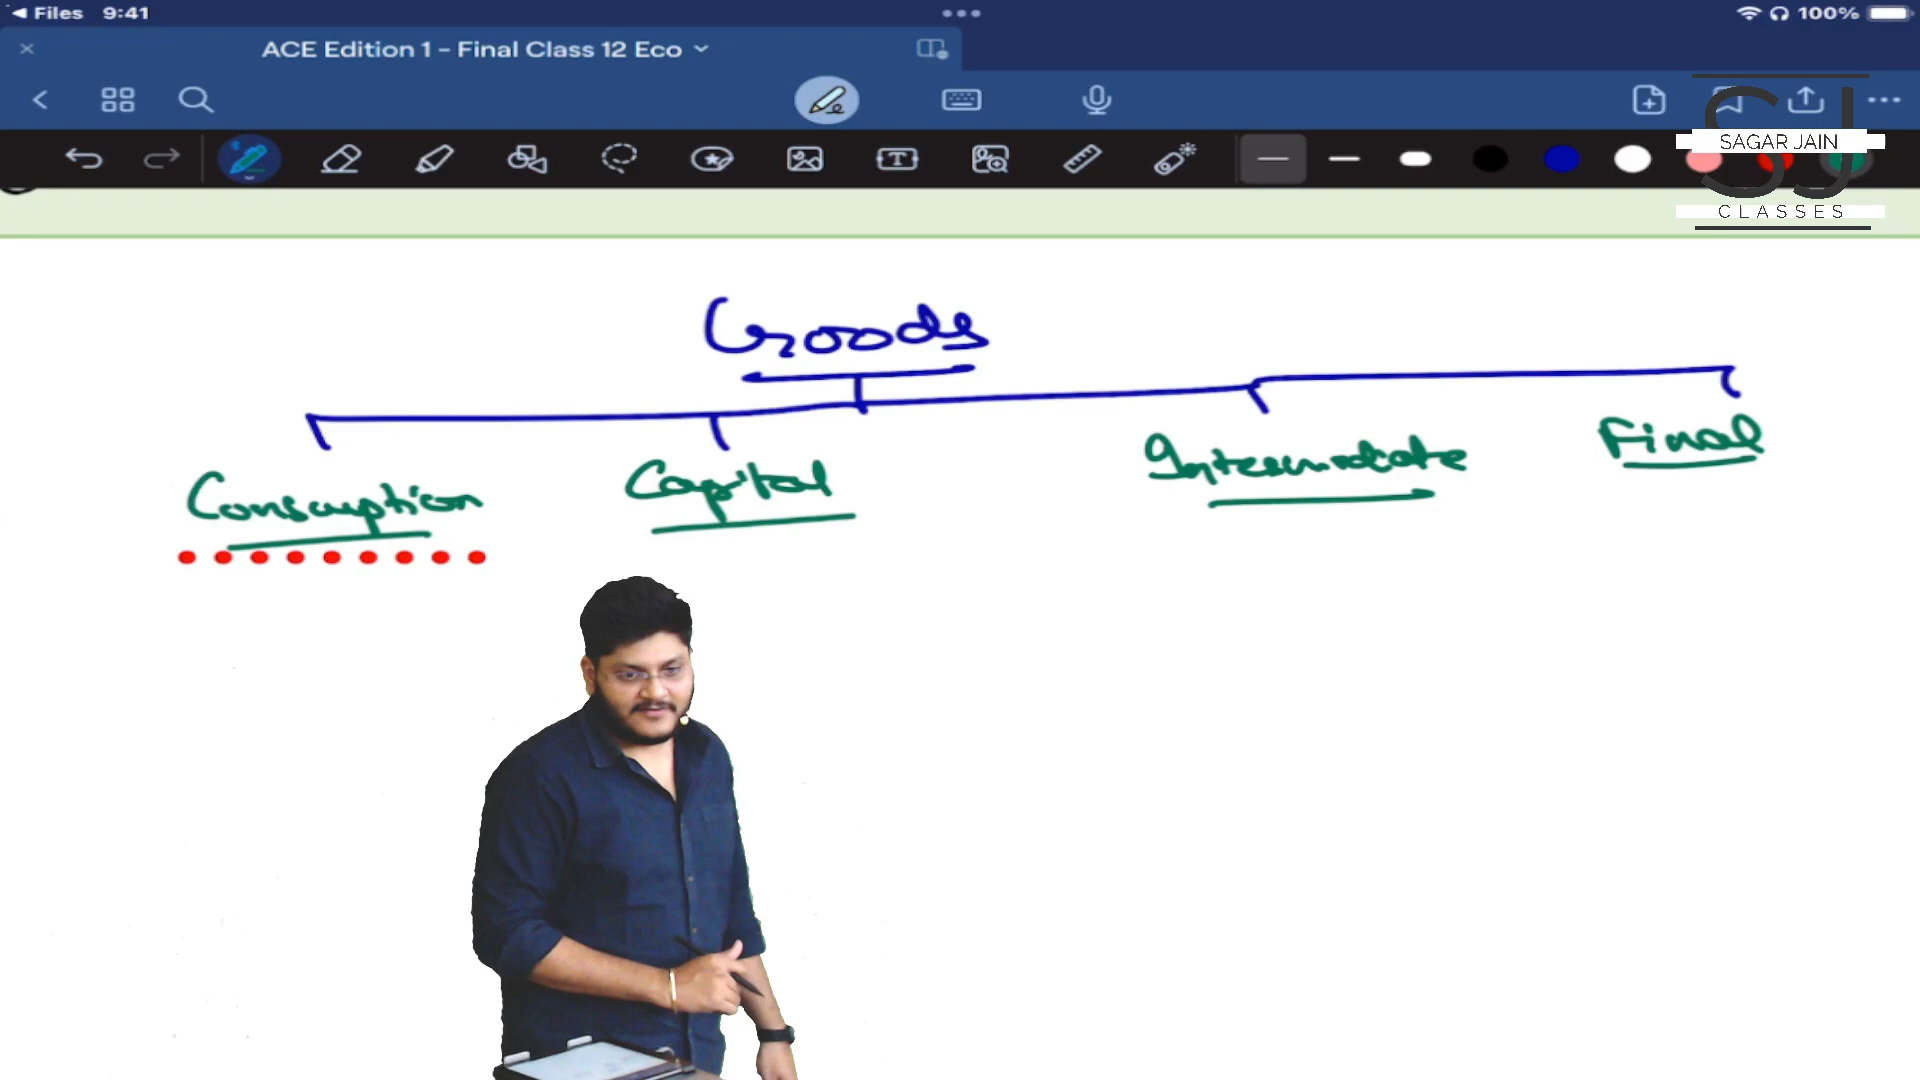 Files 9:41 100%
ACE Edition 1 - Final Class 12 Eco
SAGAR JAIN
CLASSES
Goods
Consumption Capital Intermediate Final